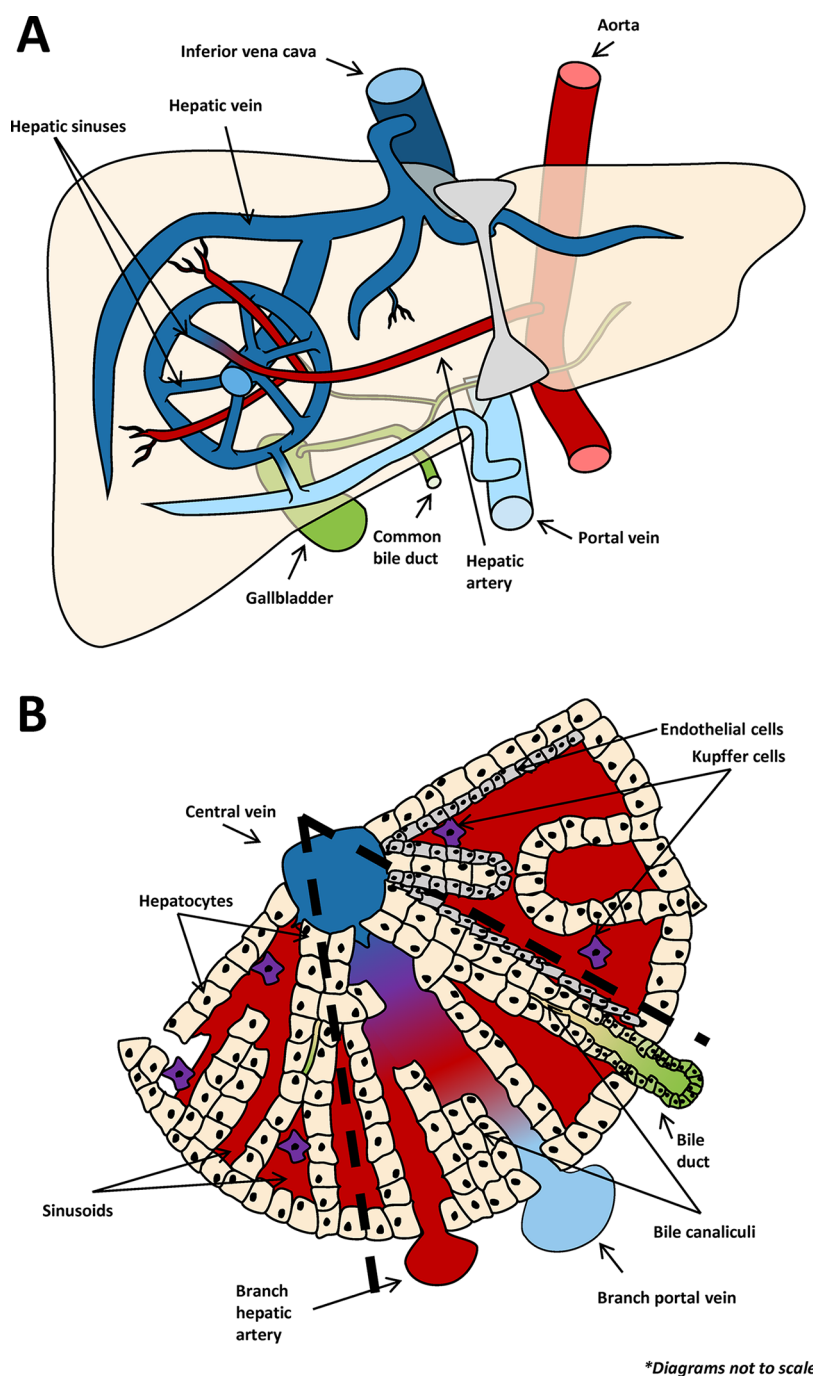 A
Aorta
Inferior vena cava
Hepatic vein
Hepatic sinuses
Common
bile duct
Hepatic
artery
Portal vein
Gallbladder
B
Endothelial cells
Kupffer cells
Central vein
Hepatocytes
Bile
duct
Sinusoids
Bile canaliculi
Branch
hepatic
artery
Branch portal vein
*Diagrams not to scale